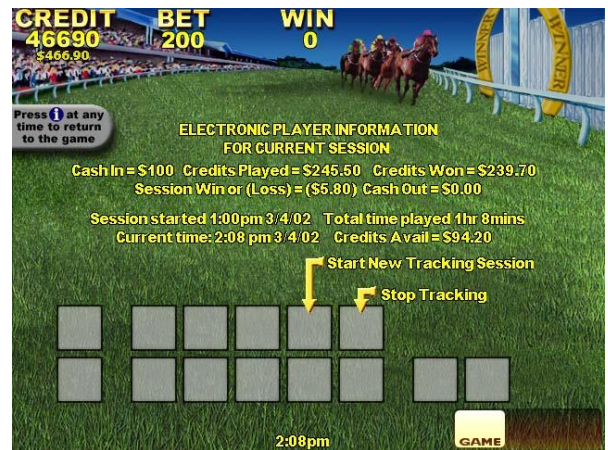 CREDIT BET WIN
46690 200 0
$466.90
WINNER
WINNER
Press i at any
time to return
to the game
ELECTRONIC PLAYER INFORMATION
FOR CURRENT SESSION
Cash In = $100 Credits Played = $245.50 Credits Won = $239.70
Session Win or (Loss) = ($5.80) Cash Out = $0.00
Session started 1:00pm 3/4/02 Total time played 1hr 8mins
Current time: 2:08 pm 3/4/02 Credits Avail = $94.20
Start New Tracking Session
Stop Tracking
2:08pm
GAME